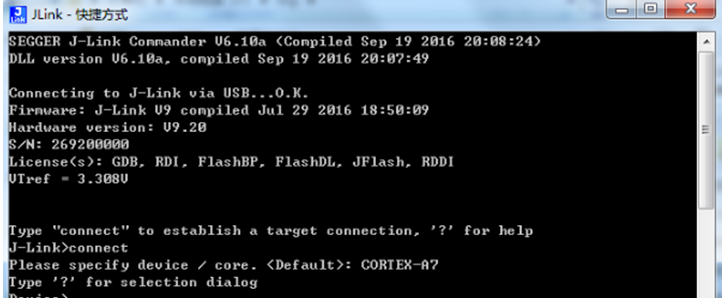 JLink - 快捷方式
SEGGER J-Link Commander V6.10a (Compiled Sep 19 2016 20:08:24)
DLL version V6.10a, compiled Sep 19 2016 20:07:49
Connecting to J-Link via USB...O.K.
Firmware: J-Link V9 compiled Jul 29 2016 18:50:09
Hardware version: V9.20
S/N: 269200000
License(s): GDB, RDI, FlashBP, FlashDL, JFlash, RDDI
VTref = 3.308V
Type "connect" to establish a target connection, '?' for help
J-Link>connect
Please specify device / core. <Default>: CORTEX-A7
Type '?' for selection dialog
Device>